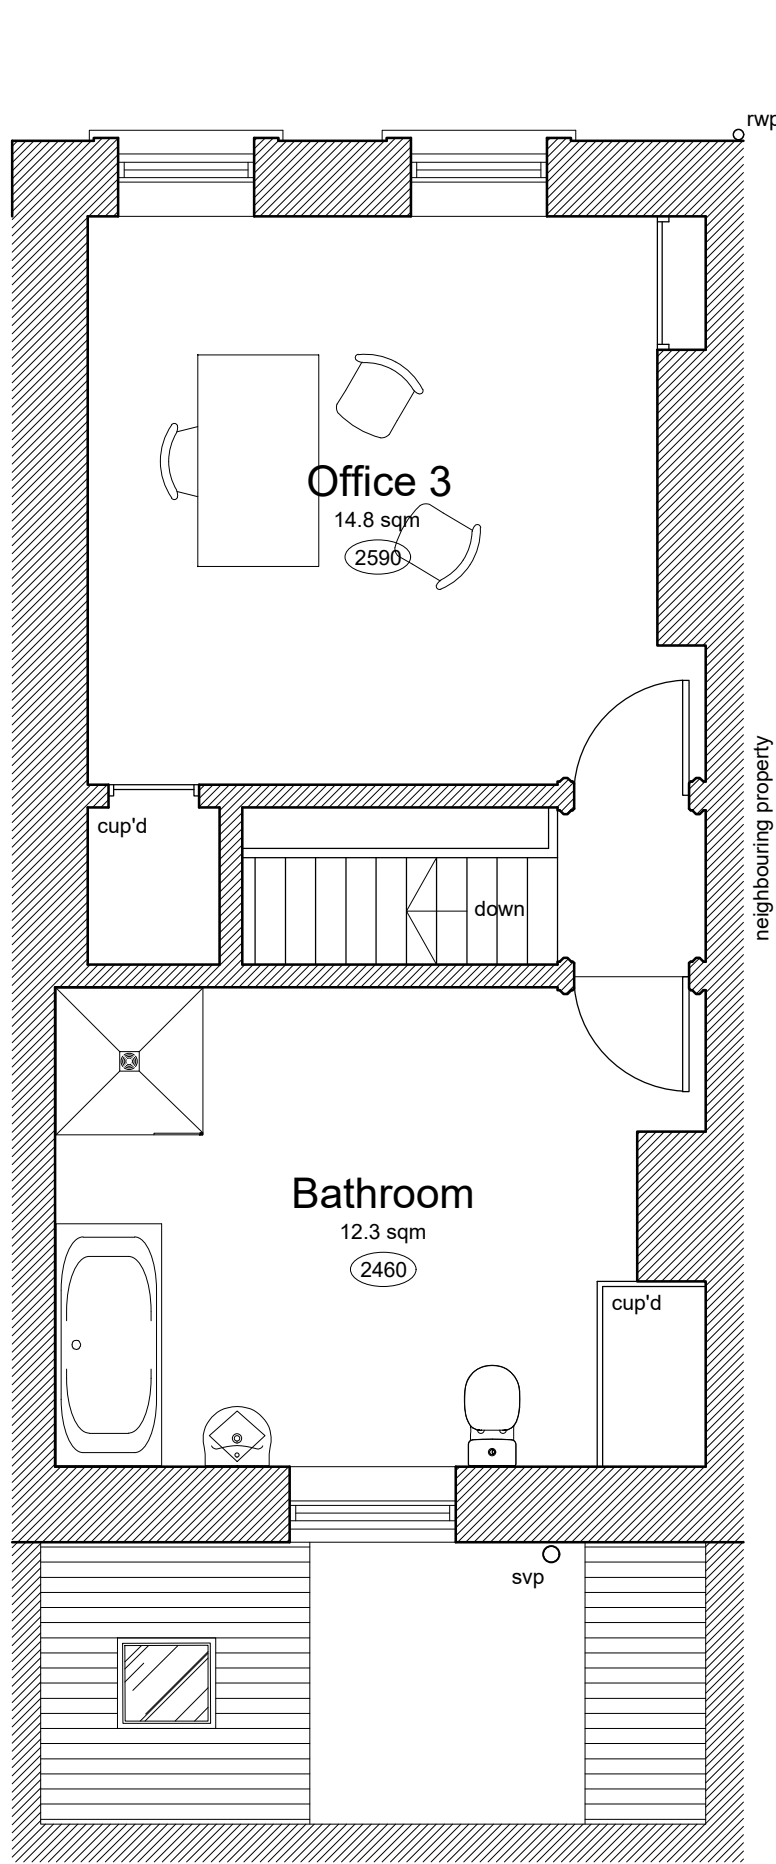 rwp
Office 3
14.8 sqm
2590
neighbouring property
cup'd
down
Bathroom
12.3 sqm
2460
cup'd
svp